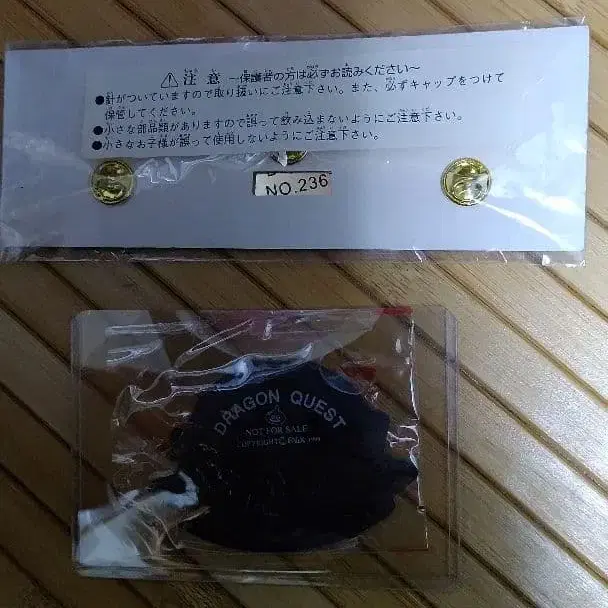 ⚠ 注意 ～保護者の方は必ずお読みください～
●針がついていますので取り扱いにご注意下さい。また、必ずキャップをつけて
保管してください。
●小さな部品類がありますので誤って飲み込まないようにご注意下さい。
●小さなお子様が誤って使用しないようにご注意下さい。
NO.236
DRAGON QUEST
NOT FOR SALE
COPYRIGHT© ENIX